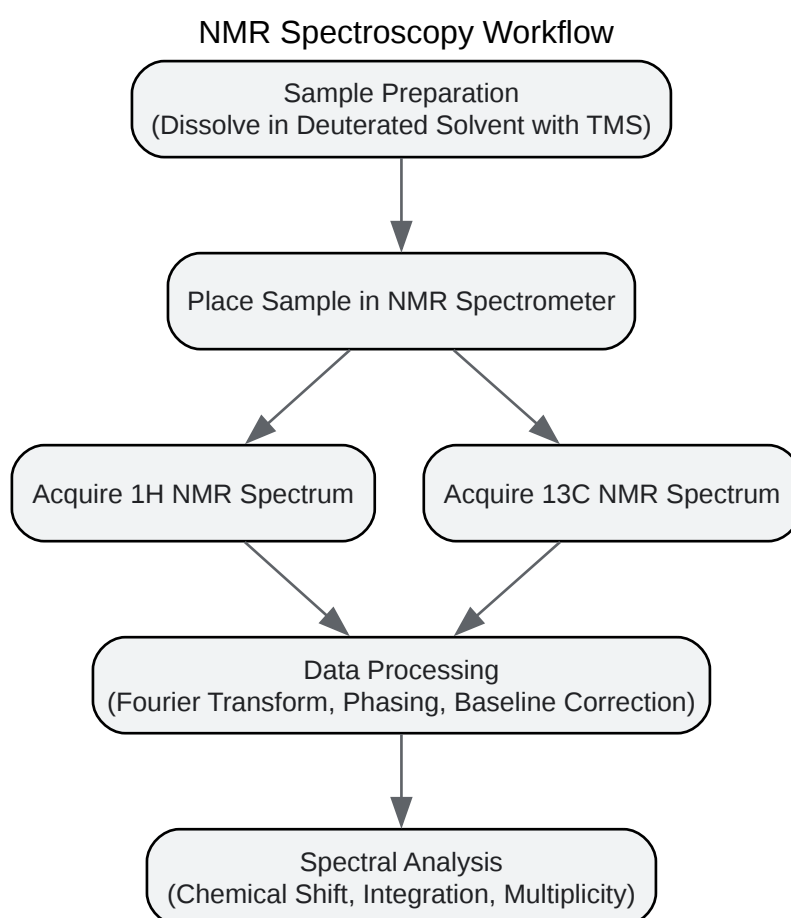 NMR Spectroscopy Workflow
Sample Preparation
(Dissolve in Deuterated Solvent with TMS)
Place Sample in NMR Spectrometer
Acquire 1H NMR Spectrum
Acquire 13C NMR Spectrum
Data Processing
(Fourier Transform, Phasing, Baseline Correction)
Spectral Analysis
(Chemical Shift, Integration, Multiplicity)